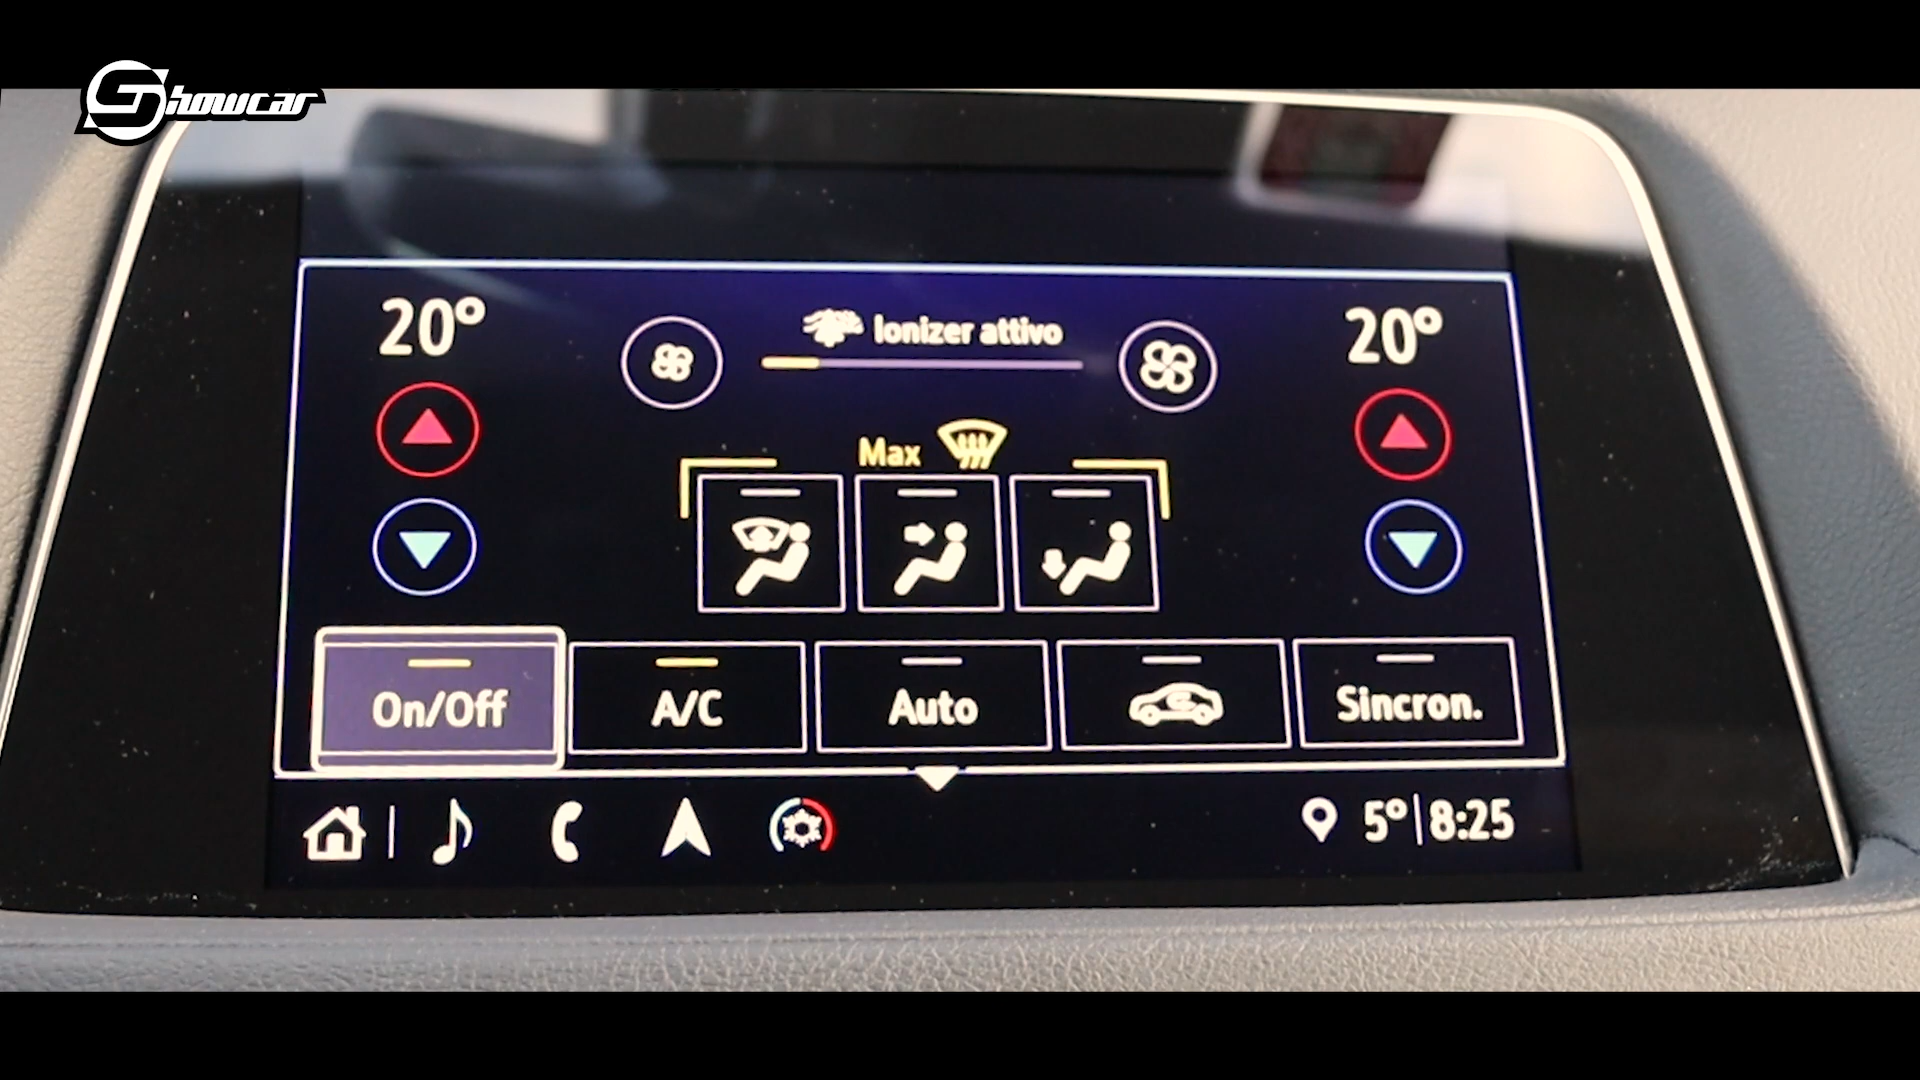 Showcar
20° Ionizer attivo 20°
Max
On/Off A/C Auto Sincron.
5° 8:25